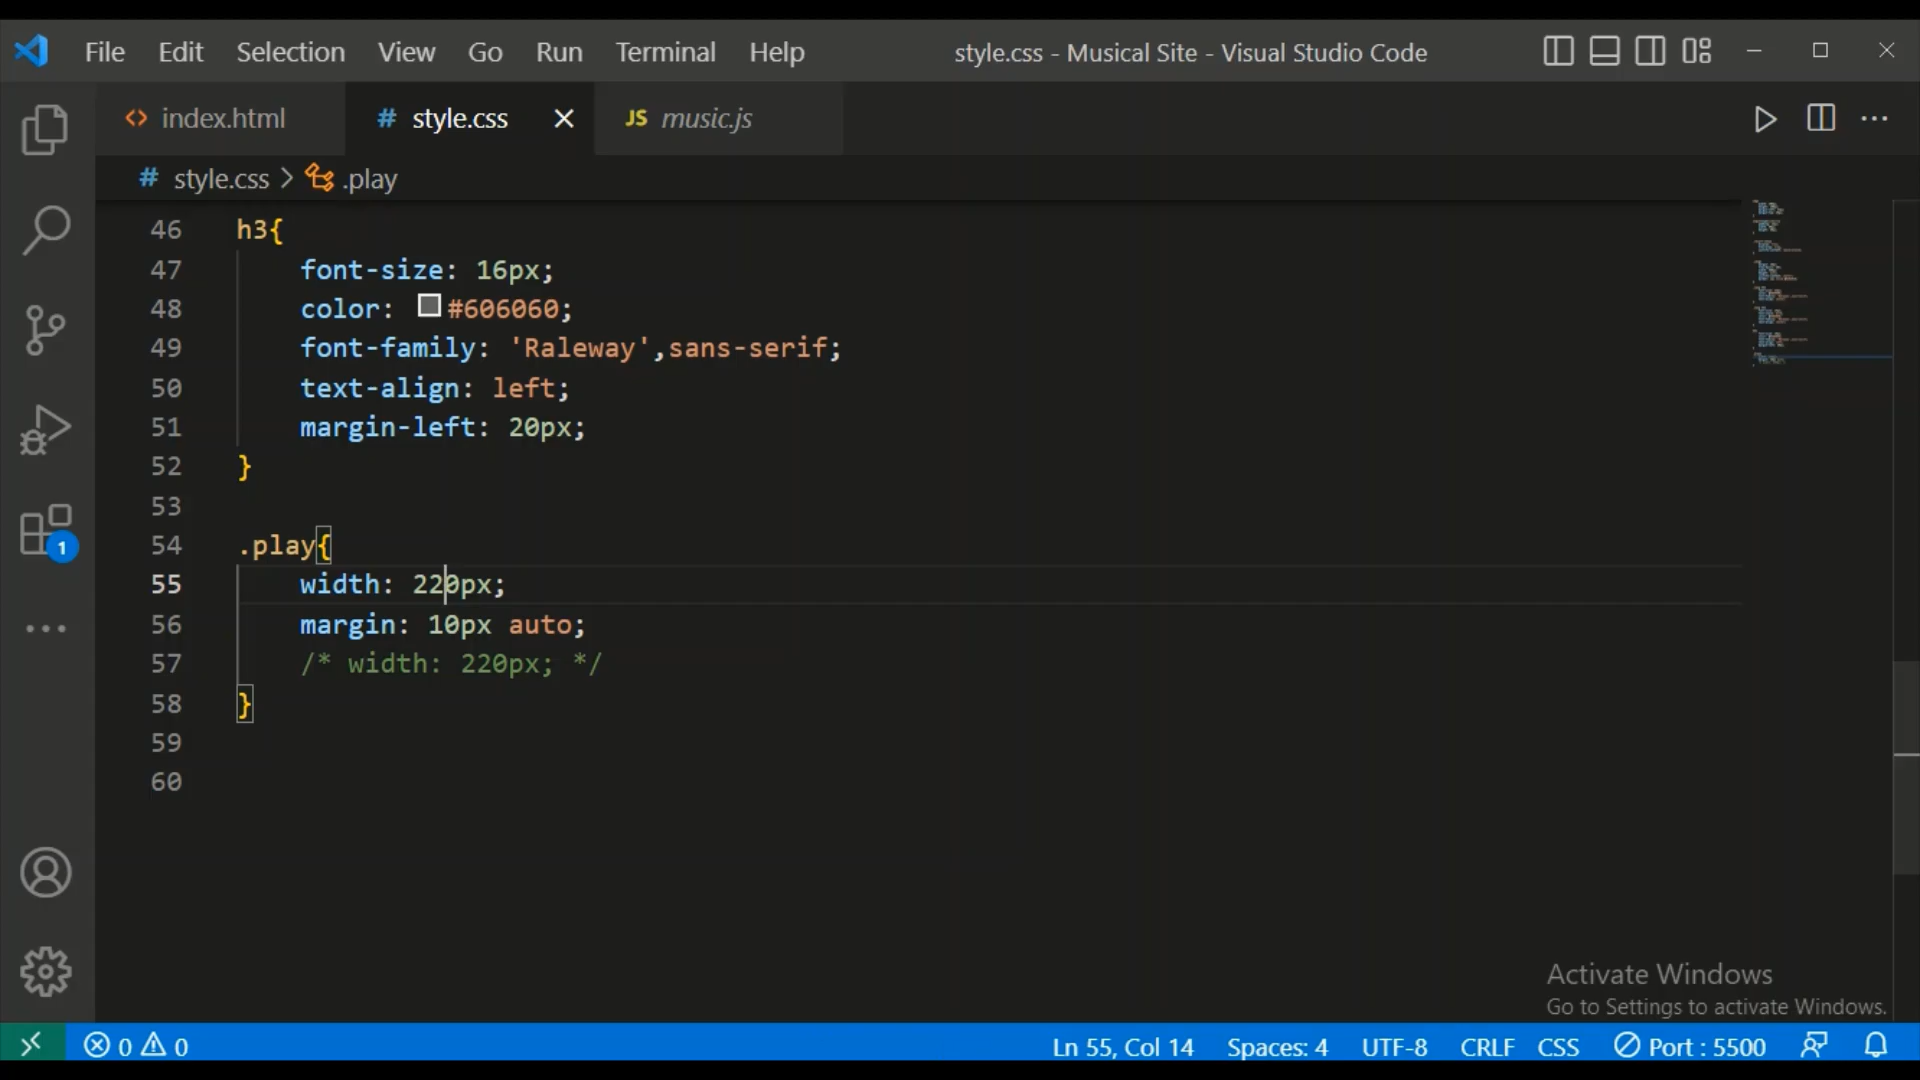 File Edit Selection View Go Run Terminal Help style.css - Musical Site - Visual Studio Code
<> index.html # style.css JS music.js
# style.css > .play
46 h3{
47 font-size: 16px;
48 color: #606060;
49 font-family: 'Raleway',sans-serif;
50 text-align: left;
51 margin-left: 20px;
52 }
53
54 .play{
55 width: 220px;
56 margin: 10px auto;
57 /* width: 220px; */
58 }
59
60
1
Activate Windows
Go to Settings to activate Windows.
0 0 Ln 55, Col 14 Spaces: 4 UTF-8 CRLF CSS Port : 5500